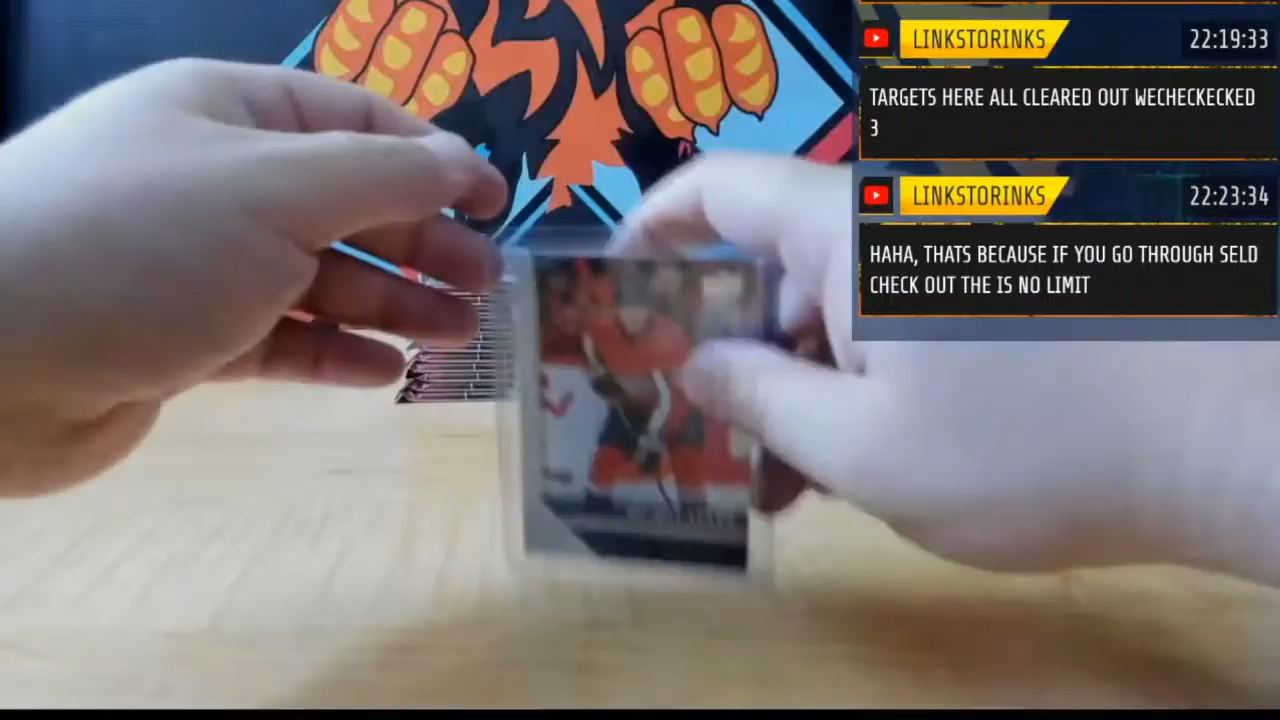 LINKSTORINKS 22:19:33
TARGETS HERE ALL CLEARED OUT WECHECKECKED
3
LINKSTORINKS 22:23:34
HAHA, THATS BECAUSE IF YOU GO THROUGH SELD
CHECK OUT THE IS NO LIMIT